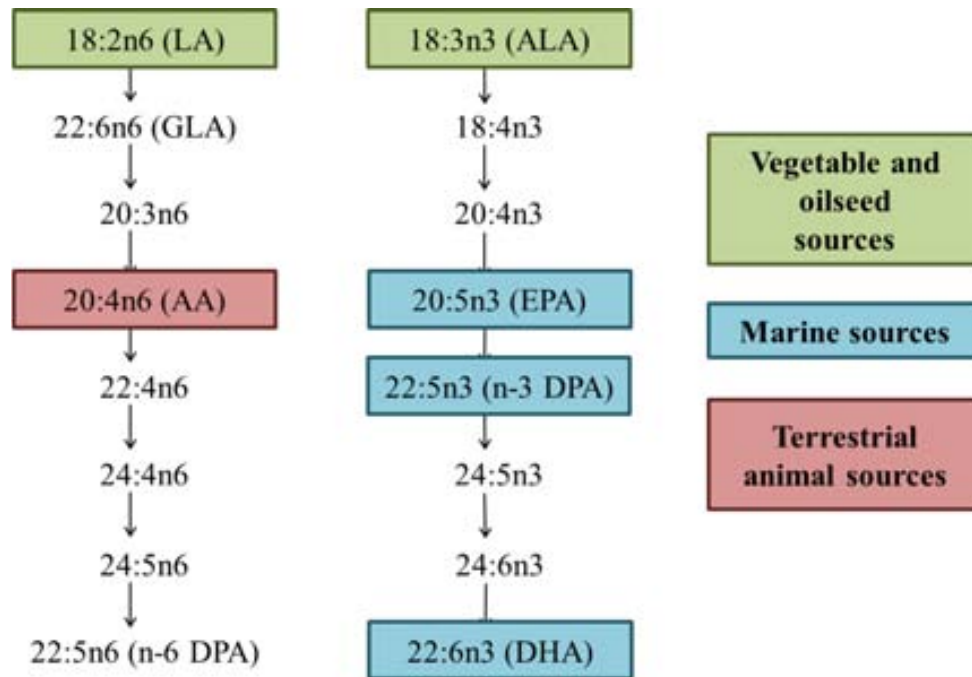 18:2n6 (LA)
22:6n6 (GLA)
20:3n6
20:4n6 (AA)
22:4n6
24:4n6
24:5n6
22:5n6 (n-6 DPA)
18:3n3 (ALA)
18:4n3
20:4n3
20:5n3 (EPA)
22:5n3 (n-3 DPA)
24:5n3
24:6n3
22:6n3 (DHA)
Vegetable and
oilseed
sources
Marine sources
Terrestrial
animal sources